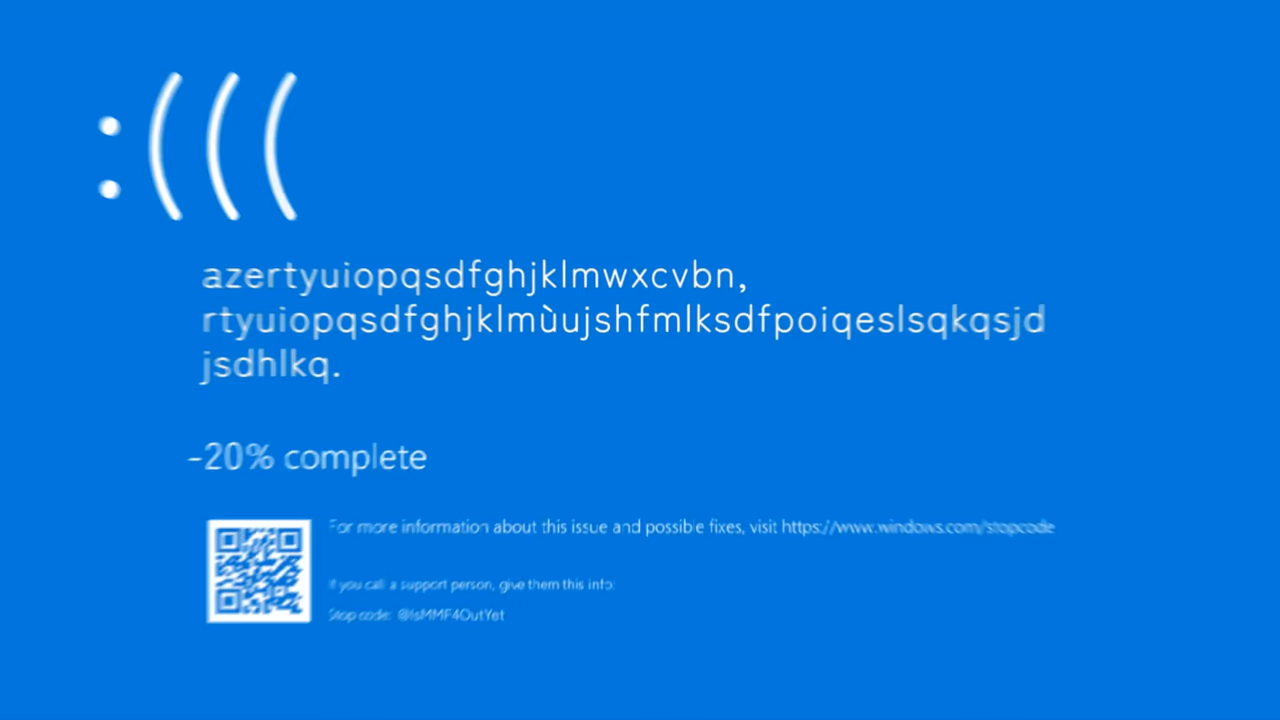 :(((
azertyuiopqsdfghjklmwxcvbn,
rtyuiopqsdfghjklmùujshfmlksdfpoiqeslsqkqsjd
jsdhlkq.
-20% complete
For more information about this issue and possible fixes, visit https://www.windows.com/stopcode
If you call a support person, give them this info:
Stop code: @IsMMF4OutYet